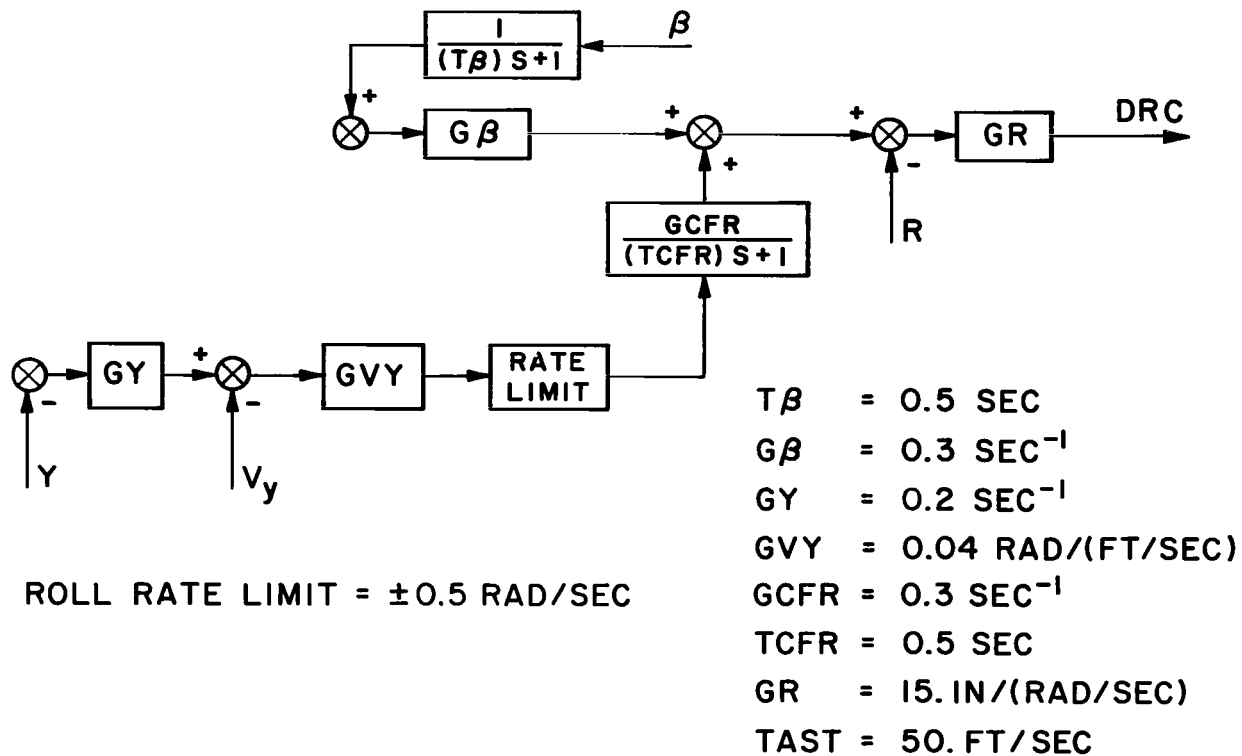 1
(Tβ) S+1
β
+
Gβ
+
+
+
-
R
GR
DRC
GCFR
(TCFR) S+1
-
Y
GY
+
-
Vy
GVY
RATE
LIMIT
ROLL RATE LIMIT = ±0.5 RAD/SEC
Tβ = 0.5 SEC
Gβ = 0.3 SEC⁻¹
GY = 0.2 SEC⁻¹
GVY = 0.04 RAD/(FT/SEC)
GCFR = 0.3 SEC⁻¹
TCFR = 0.5 SEC
GR = 15. IN/(RAD/SEC)
TAST = 50. FT/SEC